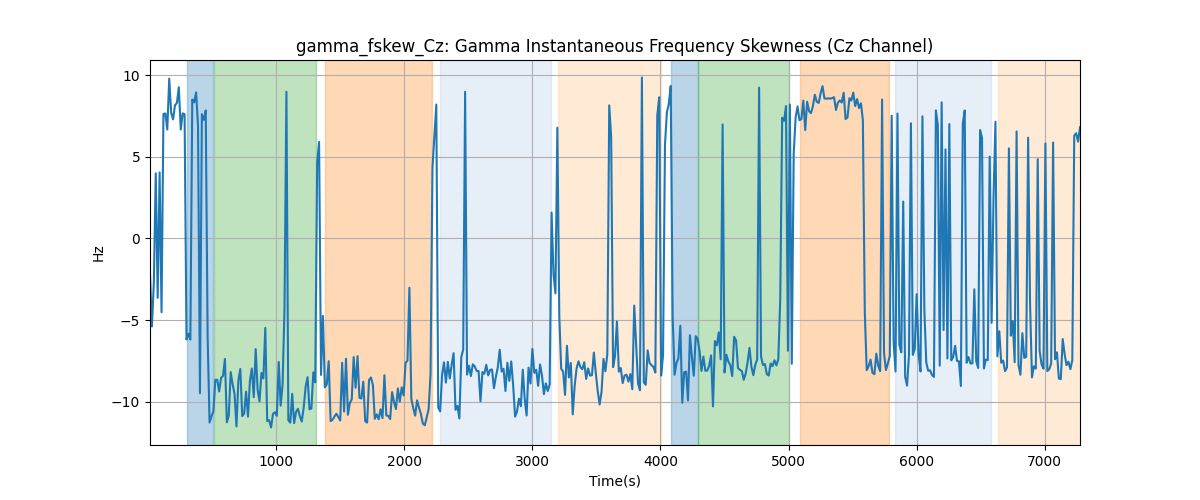 gamma_fskew_Cz: Gamma Instantaneous Frequency Skewness (Cz Channel)
10
5
0
−5
−10
Hz
1000 2000 3000 4000 5000 6000 7000
Time(s)